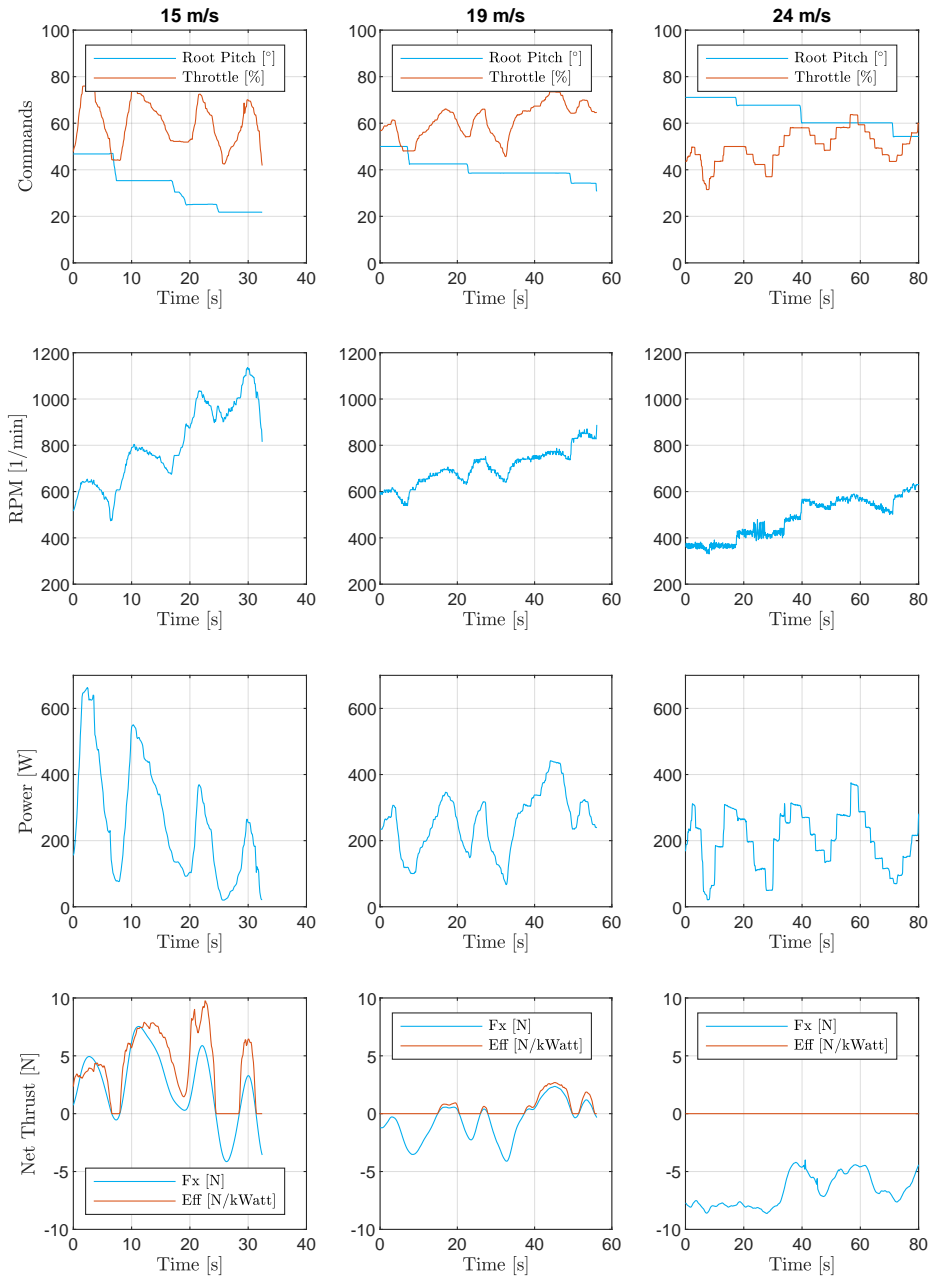 15 m/s 19 m/s 24 m/s
100 100 100
Root Pitch [°] Root Pitch [°] Root Pitch [°]
Throttle [%] Throttle [%] Throttle [%]
80 80 80
60 60 60
Commands
40 40 40
20 20 20
0 0 0
0 10 20 30 40 0 20 40 60 0 20 40 60 80
Time [s] Time [s] Time [s]
1200 1200 1200
1000 1000 1000
800 800 800
RPM [1/min]
600 600 600
400 400 400
200 200 200
0 10 20 30 40 0 20 40 60 0 20 40 60 80
Time [s] Time [s] Time [s]
600 600 600
400 400 400
Power [W]
200 200 200
0 0 0
0 10 20 30 40 0 20 40 60 0 20 40 60 80
Time [s] Time [s] Time [s]
10 10 10
Fx [N] Fx [N]
Eff [N/kWatt] Eff [N/kWatt]
5 5 5
Net Thrust [N]
0 0 0
-5 -5 -5
Fx [N]
Eff [N/kWatt]
-10 -10 -10
0 10 20 30 40 0 20 40 60 0 20 40 60 80
Time [s] Time [s] Time [s]